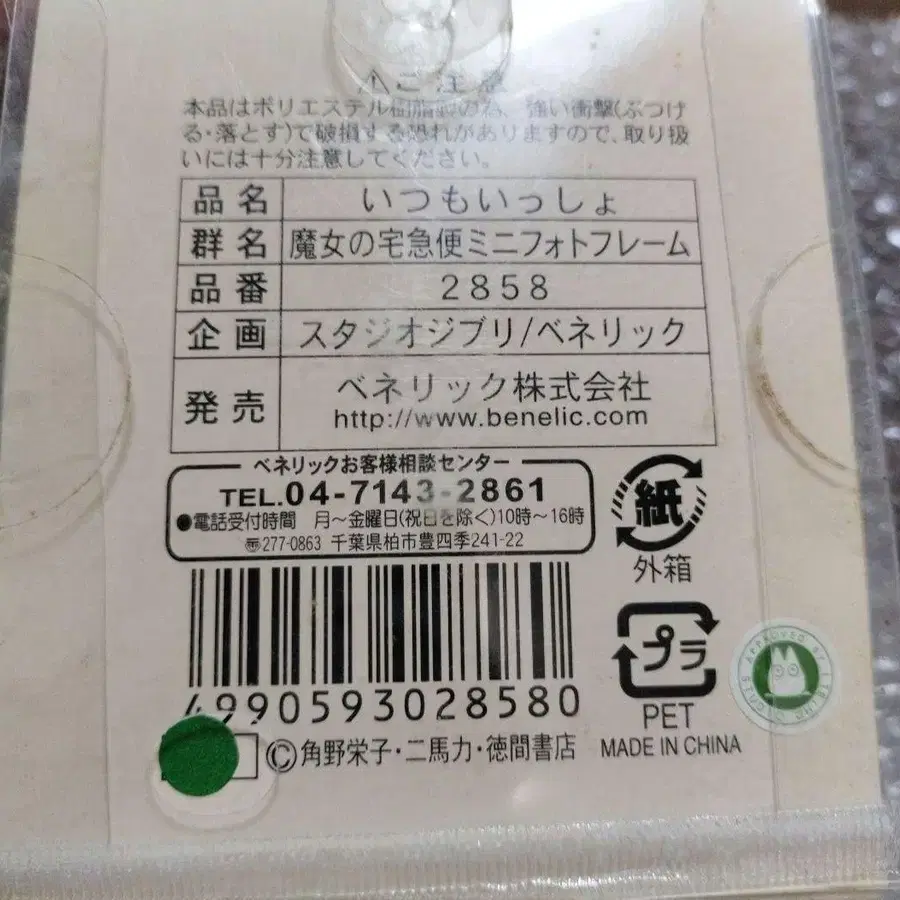 ⚠ご注意
本品はポリエステル樹脂製の為、強い衝撃(ぶつけ
る・落とす)で破損する恐れがありますので、取り扱
いには十分注意してください。
品名 いつもいっしょ
群名 魔女の宅急便ミニフォトフレーム
品番 2858
企画 スタジオジブリ/ベネリック
発売 ベネリック株式会社
http://www.benelic.com
ベネリックお客様相談センター
TEL.04-7143-2861
●電話受付時間 月~金曜日(祝日を除く)10時~16時
〒277-0863 千葉県柏市豊四季241-22
紙
外箱
プラ
PET
MADE IN CHINA
4990593028580
©角野栄子・二馬力・徳間書店
APPROVED BY